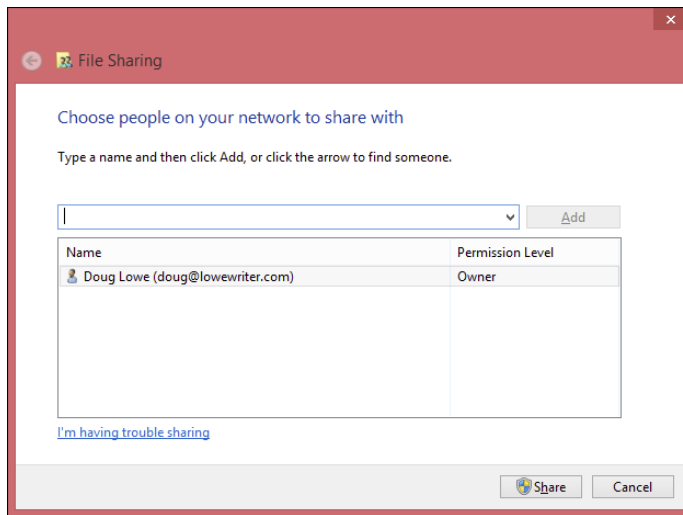 File Sharing
Choose people on your network to share with
Type a name and then click Add, or click the arrow to find someone.
Add
Name Permission Level
Doug Lowe (doug@lowewriter.com) Owner
I'm having trouble sharing
Share Cancel